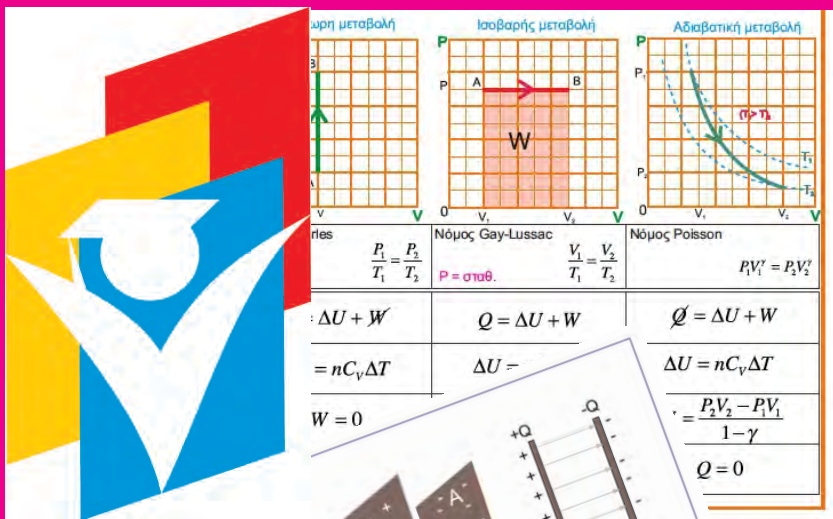 ωρη μεταβολή
Ισοβαρής μεταβολή
Αδιαβατική μεταβολή
P
P
B
P
A
B
P₁
W
(T₁>T₂)
T₁
P₂
T₂
A
V
V
0
V₁
V₂
V
0
V₁
V₂
V
rles
Νόμος Gay-Lussac
Νόμος Poisson
P₁/T₁ = P₂/T₂
P = σταθ.
V₁/T₁ = V₂/T₂
P₁V₁^γ = P₂V₂^γ
= ΔU + W
Q = ΔU + W
Q = ΔU + W
= nC_VΔT
ΔU =
ΔU = nC_VΔT
W = 0
= P₂V₂ − P₁V₁ / 1 − γ
Q = 0
+Q
-Q
A